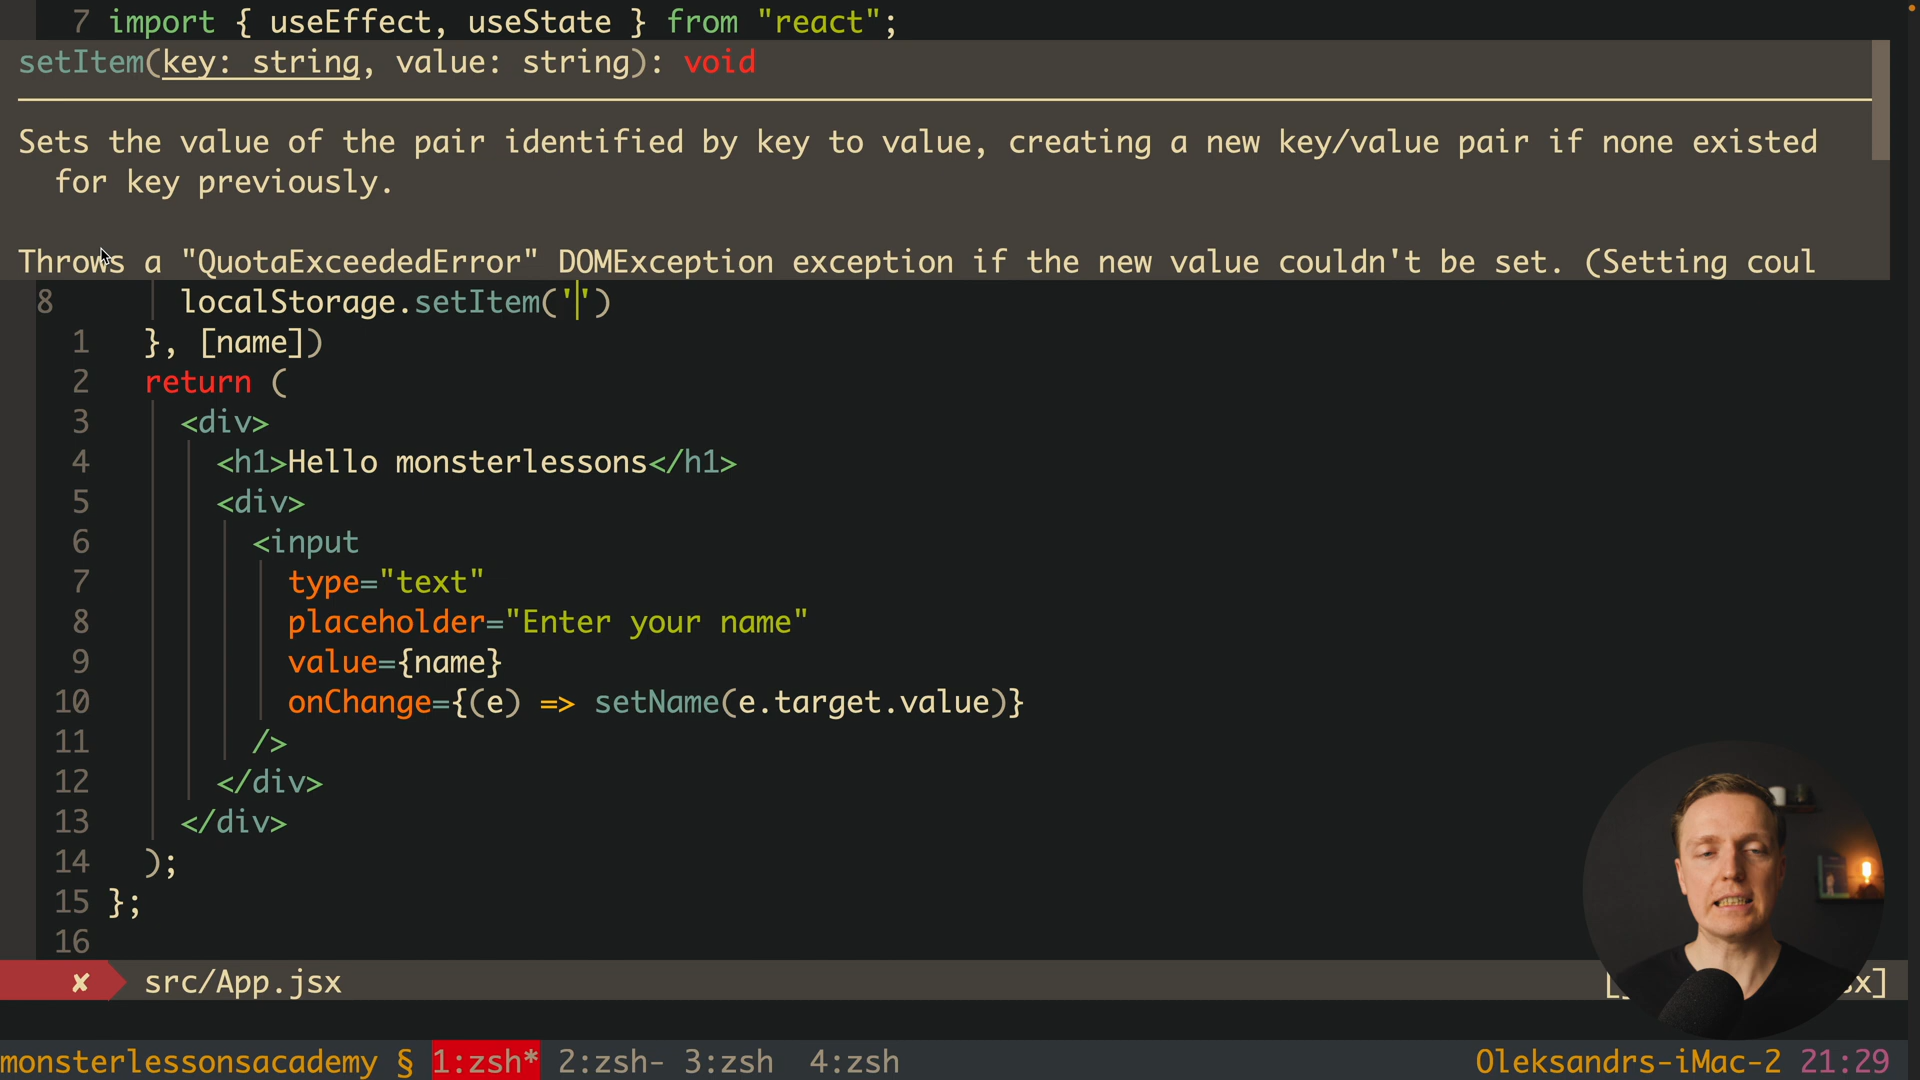 7 import { useEffect, useState } from "react";
setItem(key: string, value: string): void
Sets the value of the pair identified by key to value, creating a new key/value pair if none existed
for key previously.
Throws a "QuotaExceededError" DOMException exception if the new value couldn't be set. (Setting coul
8 localStorage.setItem('')
1 }, [name])
2 return (
3 <div>
4 <h1>Hello monsterlessons</h1>
5 <div>
6 <input
7 type="text"
8 placeholder="Enter your name"
9 value={name}
10 onChange={(e) => setName(e.target.value)}
11 />
12 </div>
13 </div>
14 );
15 };
16
✘ src/App.jsx
monsterlessonsacademy § 1:zsh* 2:zsh- 3:zsh 4:zsh Oleksandrs-iMac-2 21:29